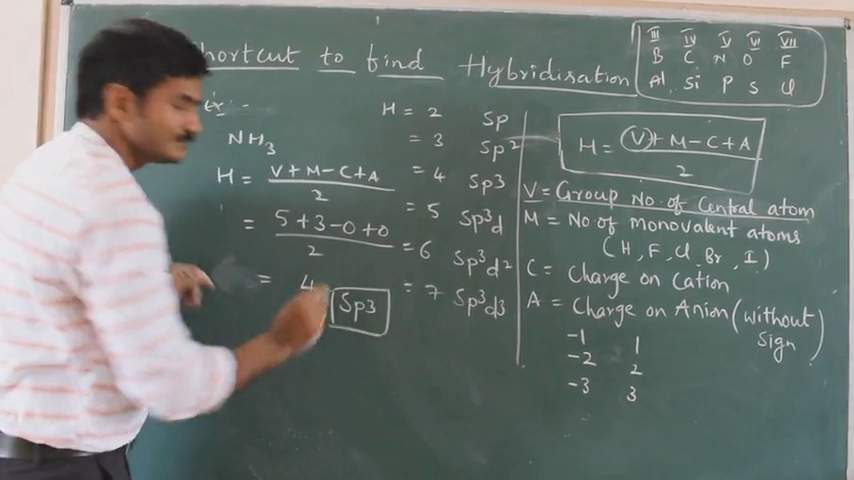 hortcut to find Hybridisation
III IV V VI VII
B C N O F
Al Si P S Cl
ex:-
NH3
H = V+M-C+A
2
= 5+3-0+0
2
= 4
Sp3
H = 2 Sp
= 3 Sp2
= 4 Sp3
= 5 Sp3d
= 6 Sp3d2
= 7 Sp3d3
H = V+M-C+A
2
V = Group No. of Central atom
M = No of monovalent atoms
(H, F, Cl, Br, I)
C = Charge on Cation
A = Charge on Anion (without
sign)
-1 1
-2 2
-3 3